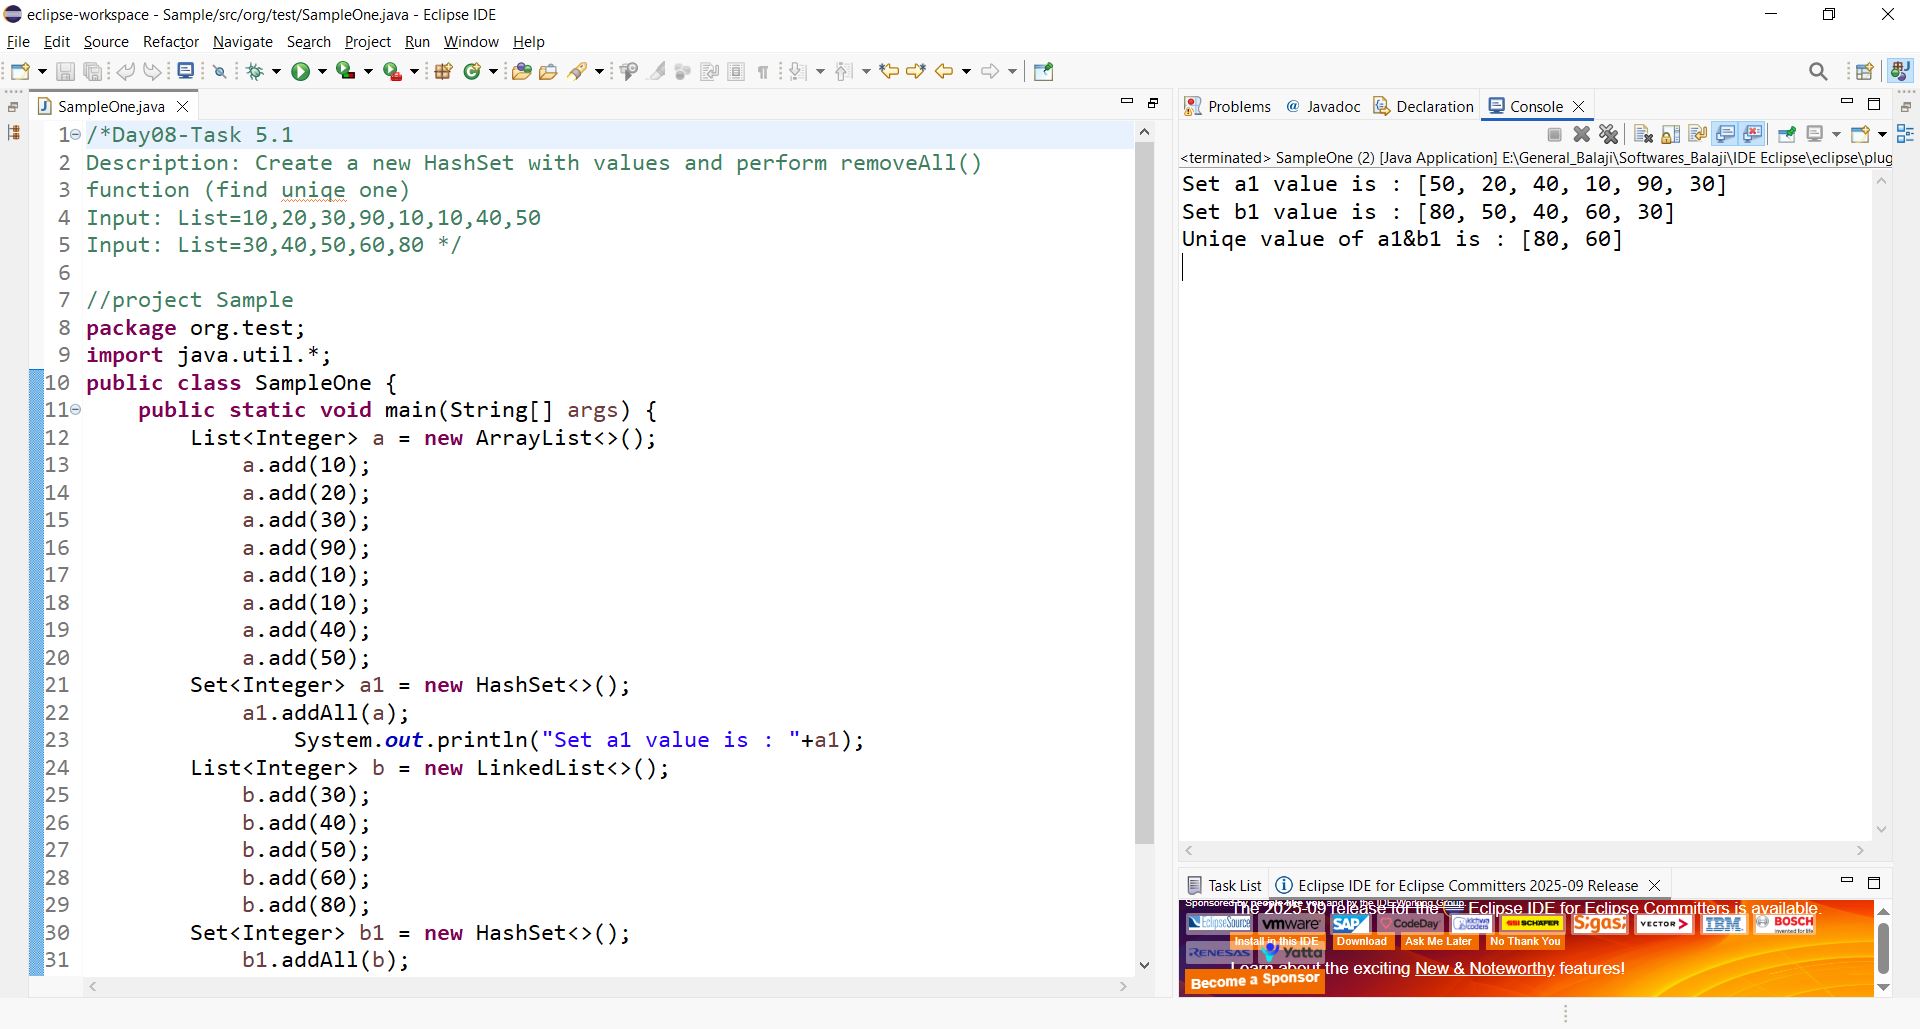 eclipse-workspace - Sample/src/org/test/SampleOne.java - Eclipse IDE
File Edit Source Refactor Navigate Search Project Run Window Help
SampleOne.java
1 /*Day08-Task 5.1
2 Description: Create a new HashSet with values and perform removeAll()
3 function (find uniqe one)
4 Input: List=10,20,30,90,10,10,40,50
5 Input: List=30,40,50,60,80 */
6
7 //project Sample
8 package org.test;
9 import java.util.*;
10 public class SampleOne {
11 public static void main(String[] args) {
12 List<Integer> a = new ArrayList<>();
13 a.add(10);
14 a.add(20);
15 a.add(30);
16 a.add(90);
17 a.add(10);
18 a.add(10);
19 a.add(40);
20 a.add(50);
21 Set<Integer> a1 = new HashSet<>();
22 a1.addAll(a);
23 System.out.println("Set a1 value is : "+a1);
24 List<Integer> b = new LinkedList<>();
25 b.add(30);
26 b.add(40);
27 b.add(50);
28 b.add(60);
29 b.add(80);
30 Set<Integer> b1 = new HashSet<>();
31 b1.addAll(b);
Problems @ Javadoc Declaration Console
<terminated> SampleOne (2) [Java Application] E:\General_Balaji\Softwares_Balaji\IDE Eclipse\eclipse\plug
Set a1 value is : [50, 20, 40, 10, 90, 30]
Set b1 value is : [80, 50, 40, 60, 30]
Uniqe value of a1&b1 is : [80, 60]
Task List Eclipse IDE for Eclipse Committers 2025-09 Release
Sponsored by people like you and by the IDE Working Group.
The 2025-09 release for the Eclipse IDE for Eclipse Committers is available.
EclipseSource vmware SAP CodeDay SCHAEFER Sigasi VECTOR IBM BOSCH
Install in this IDE Download Ask Me Later No Thank You
RENESAS Yatta
Learn about the exciting New & Noteworthy features!
Become a Sponsor